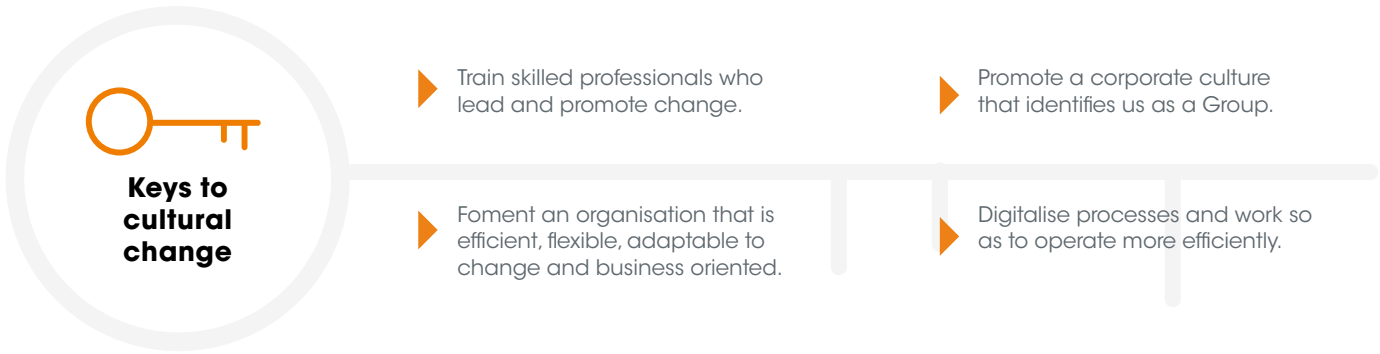 Keys to
cultural
change
Train skilled professionals who
lead and promote change.
Foment an organisation that is
efficient, flexible, adaptable to
change and business oriented.
Promote a corporate culture
that identifies us as a Group.
Digitalise processes and work so
as to operate more efficiently.